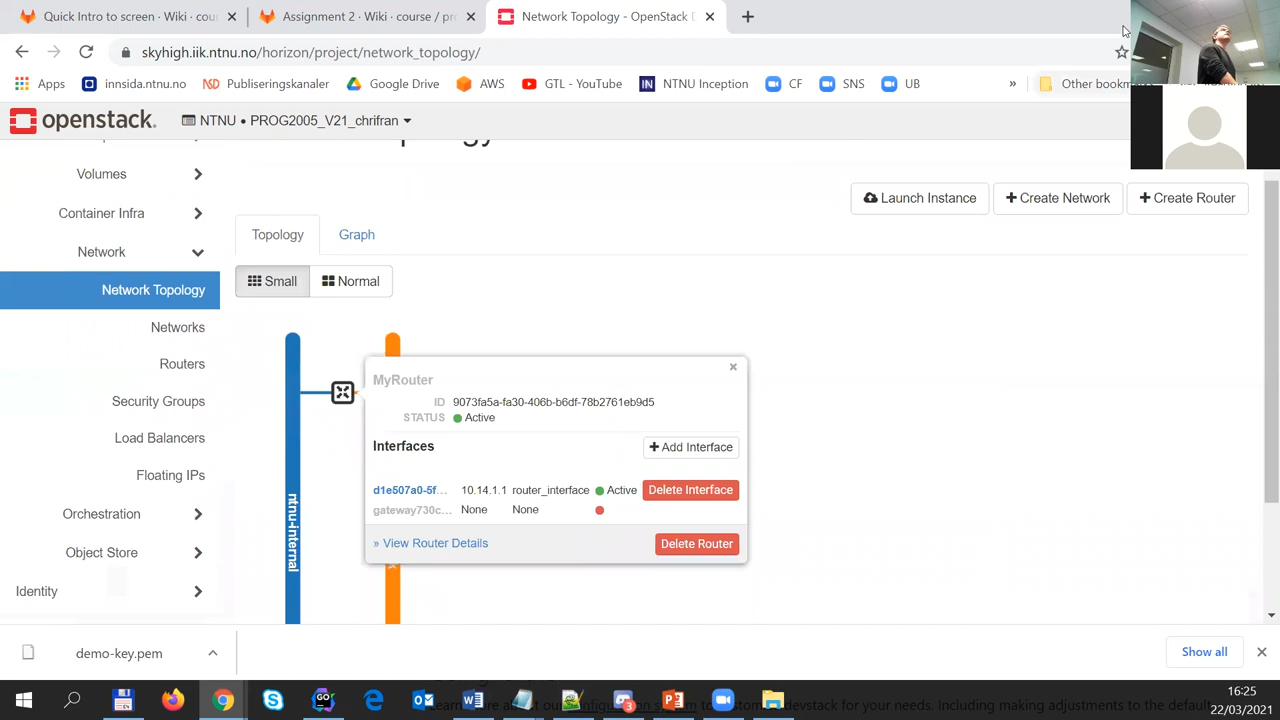 Quick Intro to screen · Wiki · cou
Assignment 2 · Wiki · course / pr
Network Topology - OpenStack D
skyhigh.iik.ntnu.no/horizon/project/network_topology/
Apps
innsida.ntnu.no
Publiseringskanaler
Google Drive
AWS
GTL - YouTube
NTNU Inception
CF
SNS
UB
»
Other bookm
openstack.
NTNU • PROG2005_V21_chrifran
Volumes
Container Infra
Network
Network Topology
Networks
Routers
Security Groups
Load Balancers
Floating IPs
Orchestration
Object Store
Identity
Launch Instance
+ Create Network
+ Create Router
Topology
Graph
Small
Normal
ntnu-internal
MyRouter
ID 9073fa5a-fa30-406b-b6df-78b2761eb9d5
STATUS Active
Interfaces
+ Add Interface
d1e507a0-5f... 10.14.1.1 router_interface Active Delete Interface
gateway730c... None None
» View Router Details
Delete Router
demo-key.pem
Show all
16:25
22/03/2021